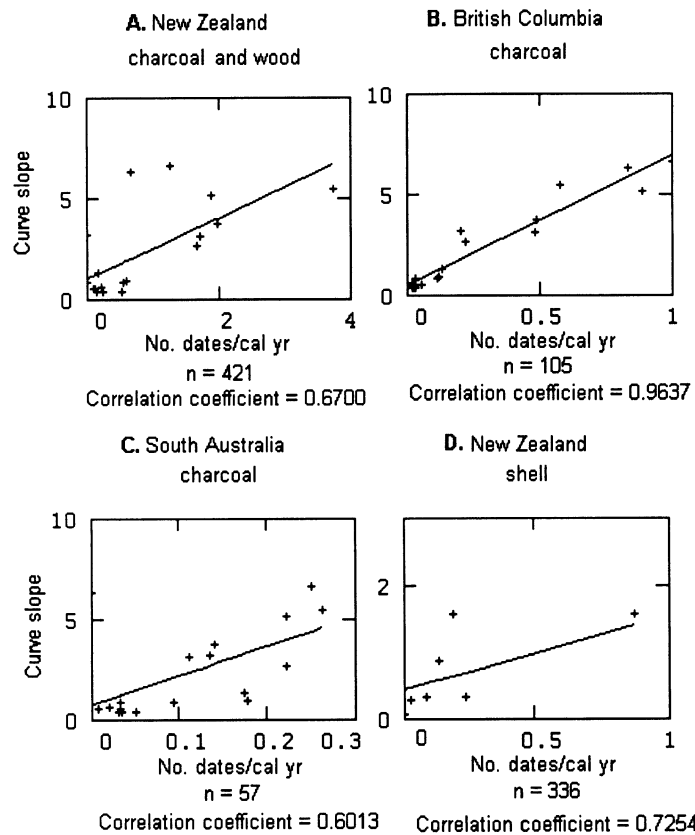 A. New Zealand
charcoal and wood
10
5
0
Curve slope
0 2 4
No. dates/cal yr
n = 421
Correlation coefficient = 0.6700
B. British Columbia
charcoal
10
5
0
0 0.5 1
No. dates/cal yr
n = 105
Correlation coefficient = 0.9637
C. South Australia
charcoal
10
5
0
Curve slope
0 0.1 0.2 0.3
No. dates/cal yr
n = 57
Correlation coefficient = 0.6013
D. New Zealand
shell
2
0
0 0.5 1
No. dates/cal yr
n = 336
Correlation coefficient = 0.7254